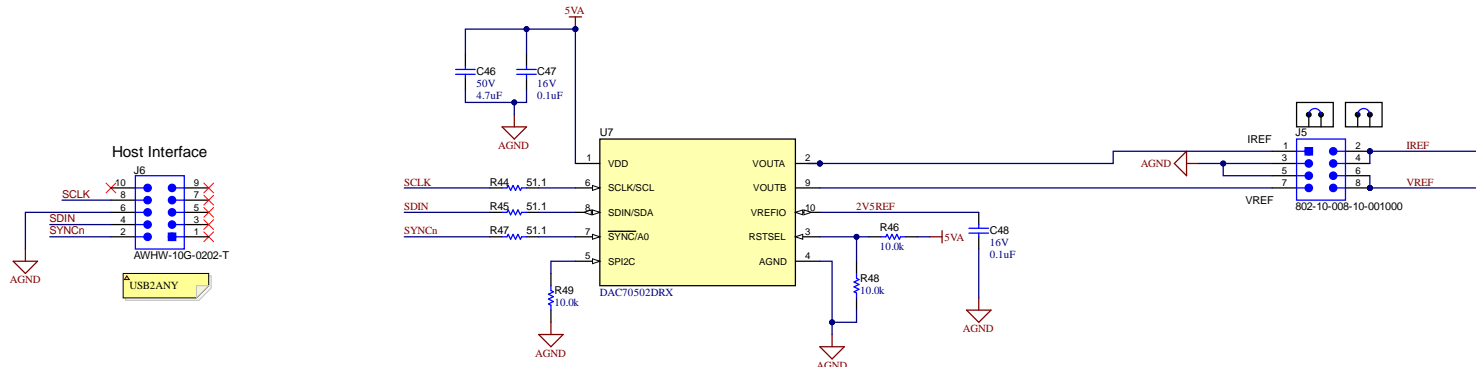 5VA
C46
50V
4.7uF
C47
16V
0.1uF
AGND
Host Interface
J6
10
9
SCLK
8
7
6
5
SDIN
4
3
SYNCn
2
1
AWHW-10G-0202-T
AGND
USB2ANY
U7
1
VDD
VOUTA
2
SCLK
R44
51.1
6
SCLK/SCL
VOUTB
9
SDIN
R45
51.1
8
SDIN/SDA
VREFIO
10
2V5REF
SYNCn
R47
51.1
7
SYNC/A0
RSTSEL
3
R46
10.0k
5VA
5
SPI2C
AGND
4
DAC70502DRX
R49
10.0k
AGND
R48
10.0k
AGND
C48
16V
0.1uF
AGND
J5
IREF
1
2
IREF
AGND
3
4
5
6
7
8
VREF
VREF
802-10-008-10-001000